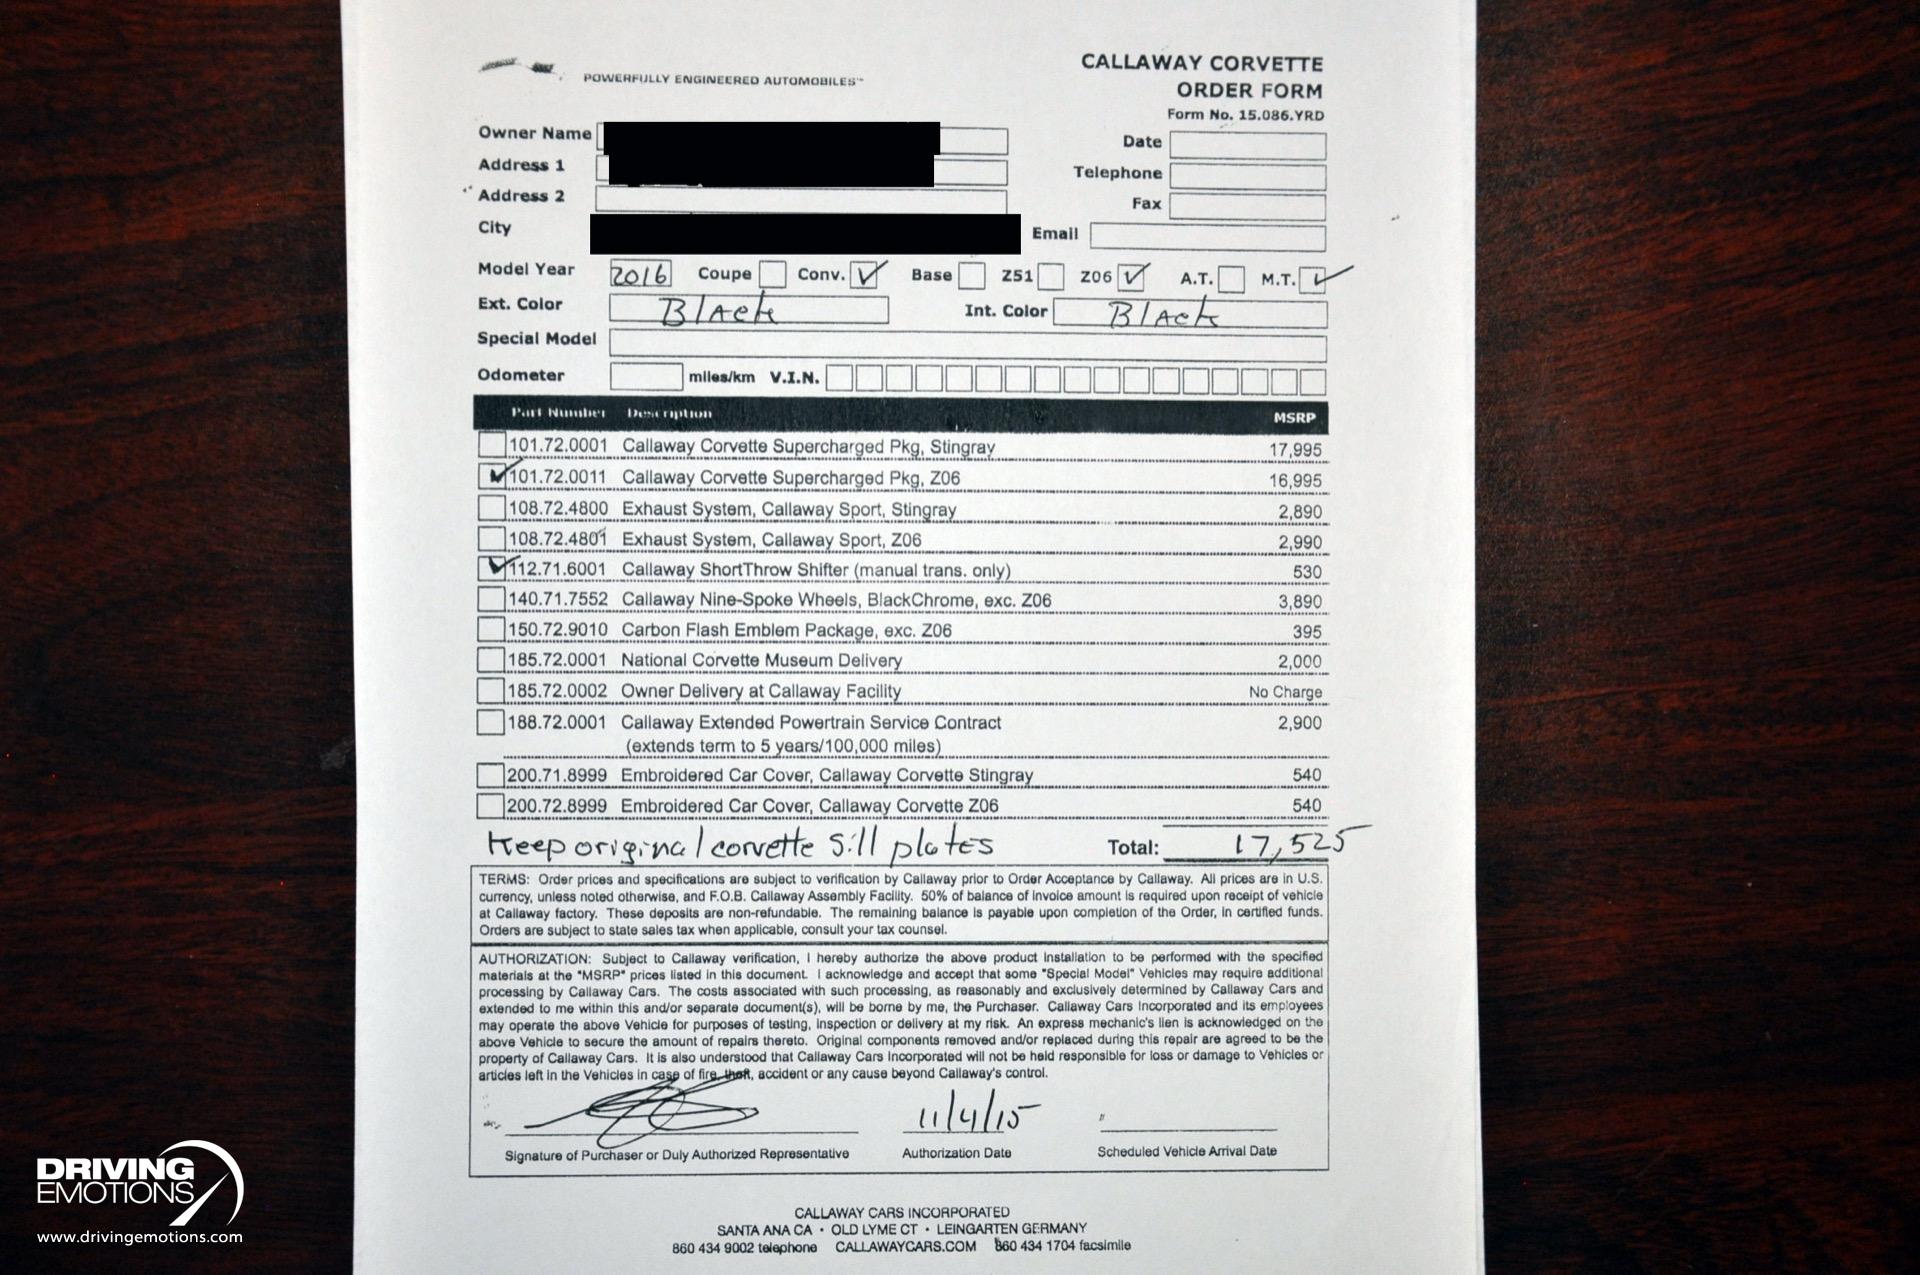 POWERFULLY ENGINEERED AUTOMOBILES™
CALLAWAY CORVETTE
ORDER FORM
Form No. 15.086.YRD
Owner Name
Date
Address 1
Telephone
Address 2
Fax
City
Email
Model Year 2016 Coupe Conv. ✓ Base Z51 Z06 ✓ A.T. M.T. ✓
Ext. Color Black Int. Color Black
Special Model
Odometer miles/km V.I.N.
Part Number Description MSRP
101.72.0001 Callaway Corvette Supercharged Pkg, Stingray 17,995
✓ 101.72.0011 Callaway Corvette Supercharged Pkg, Z06 16,995
108.72.4800 Exhaust System, Callaway Sport, Stingray 2,890
108.72.4801 Exhaust System, Callaway Sport, Z06 2,990
✓ 112.71.6001 Callaway ShortThrow Shifter (manual trans. only) 530
140.71.7552 Callaway Nine-Spoke Wheels, BlackChrome, exc. Z06 3,890
150.72.9010 Carbon Flash Emblem Package, exc. Z06 395
185.72.0001 National Corvette Museum Delivery 2,000
185.72.0002 Owner Delivery at Callaway Facility No Charge
188.72.0001 Callaway Extended Powertrain Service Contract 2,900
(extends term to 5 years/100,000 miles)
200.71.8999 Embroidered Car Cover, Callaway Corvette Stingray 540
200.72.8999 Embroidered Car Cover, Callaway Corvette Z06 540
Keep original corvette Sill plates Total: 17,525
TERMS: Order prices and specifications are subject to verification by Callaway prior to Order Acceptance by Callaway. All prices are in U.S.
currency, unless noted otherwise, and F.O.B. Callaway Assembly Facility. 50% of balance of invoice amount is required upon receipt of vehicle
at Callaway factory. These deposits are non-refundable. The remaining balance is payable upon completion of the Order, in certified funds.
Orders are subject to state sales tax when applicable, consult your tax counsel.
AUTHORIZATION: Subject to Callaway verification, I hereby authorize the above product installation to be performed with the specified
materials at the "MSRP" prices listed in this document. I acknowledge and accept that some "Special Model" Vehicles may require additional
processing by Callaway Cars. The costs associated with such processing, as reasonably and exclusively determined by Callaway Cars and
extended to me within this and/or separate document(s), will be borne by me, the Purchaser. Callaway Cars Incorporated and its employees
may operate the above Vehicle for purposes of testing, inspection or delivery at my risk. An express mechanic's lien is acknowledged on the
above Vehicle to secure the amount of repairs thereto. Original components removed and/or replaced during this repair are agreed to be the
property of Callaway Cars. It is also understood that Callaway Cars Incorporated will not be held responsible for loss or damage to Vehicles or
articles left in the Vehicles in case of fire, theft, accident or any cause beyond Callaway's control.
11/4/15
Signature of Purchaser or Duly Authorized Representative Authorization Date Scheduled Vehicle Arrival Date
CALLAWAY CARS INCORPORATED
SANTA ANA CA • OLD LYME CT • LEINGARTEN GERMANY
860 434 9002 telephone CALLAWAYCARS.COM 860 434 1704 facsimile
DRIVING
EMOTIONS
www.drivingemotions.com